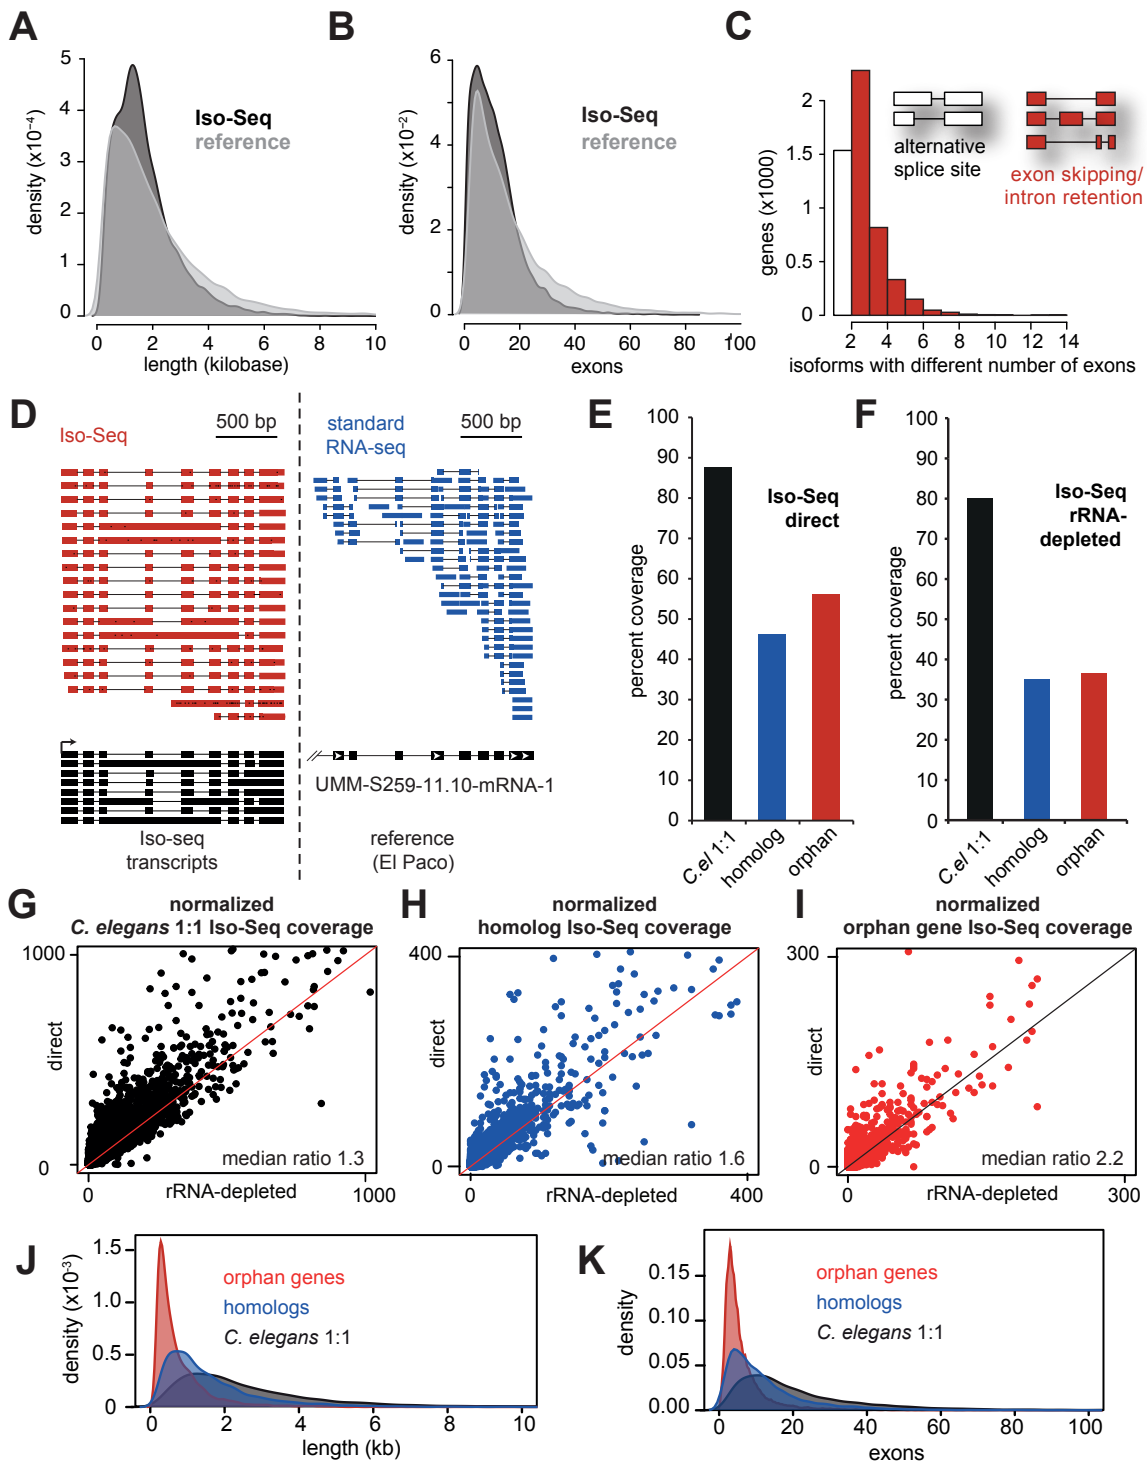 A
5
4
3
2
1
0
density (x10⁻⁴)
Iso-Seq
reference
0 2 4 6 8 10
length (kilobase)
B
6
4
2
0
density (x10⁻²)
Iso-Seq
reference
0 20 40 60 80 100
exons
C
2
1.5
1
0.5
0
genes (x1000)
alternative
splice site
exon skipping/
intron retention
2 4 6 8 10 12 14
isoforms with different number of exons
D
Iso-Seq
500 bp
standard
RNA-seq
500 bp
UMM-S259-11.10-mRNA-1
Iso-seq
transcripts
reference
(El Paco)
E
100
90
80
70
60
50
40
30
20
10
0
percent coverage
Iso-Seq
direct
C.el 1:1
homolog
orphan
F
100
90
80
70
60
50
40
30
20
10
0
percent coverage
Iso-Seq
rRNA-
depleted
C.el 1:1
homolog
orphan
G
normalized
C. elegans 1:1 Iso-Seq coverage
1000
direct
0
median ratio 1.3
0 rRNA-depleted 1000
H
normalized
homolog Iso-Seq coverage
400
direct
0
median ratio 1.6
0 rRNA-depleted 400
I
normalized
orphan gene Iso-Seq coverage
300
direct
0
median ratio 2.2
0 rRNA-depleted 300
J
1.5
1
0.5
0
density (x10⁻³)
orphan genes
homologs
C. elegans 1:1
0 2 4 6 8 10
length (kb)
K
0.15
0.10
0.05
0.00
density
orphan genes
homologs
C. elegans 1:1
0 20 40 60 80 100
exons